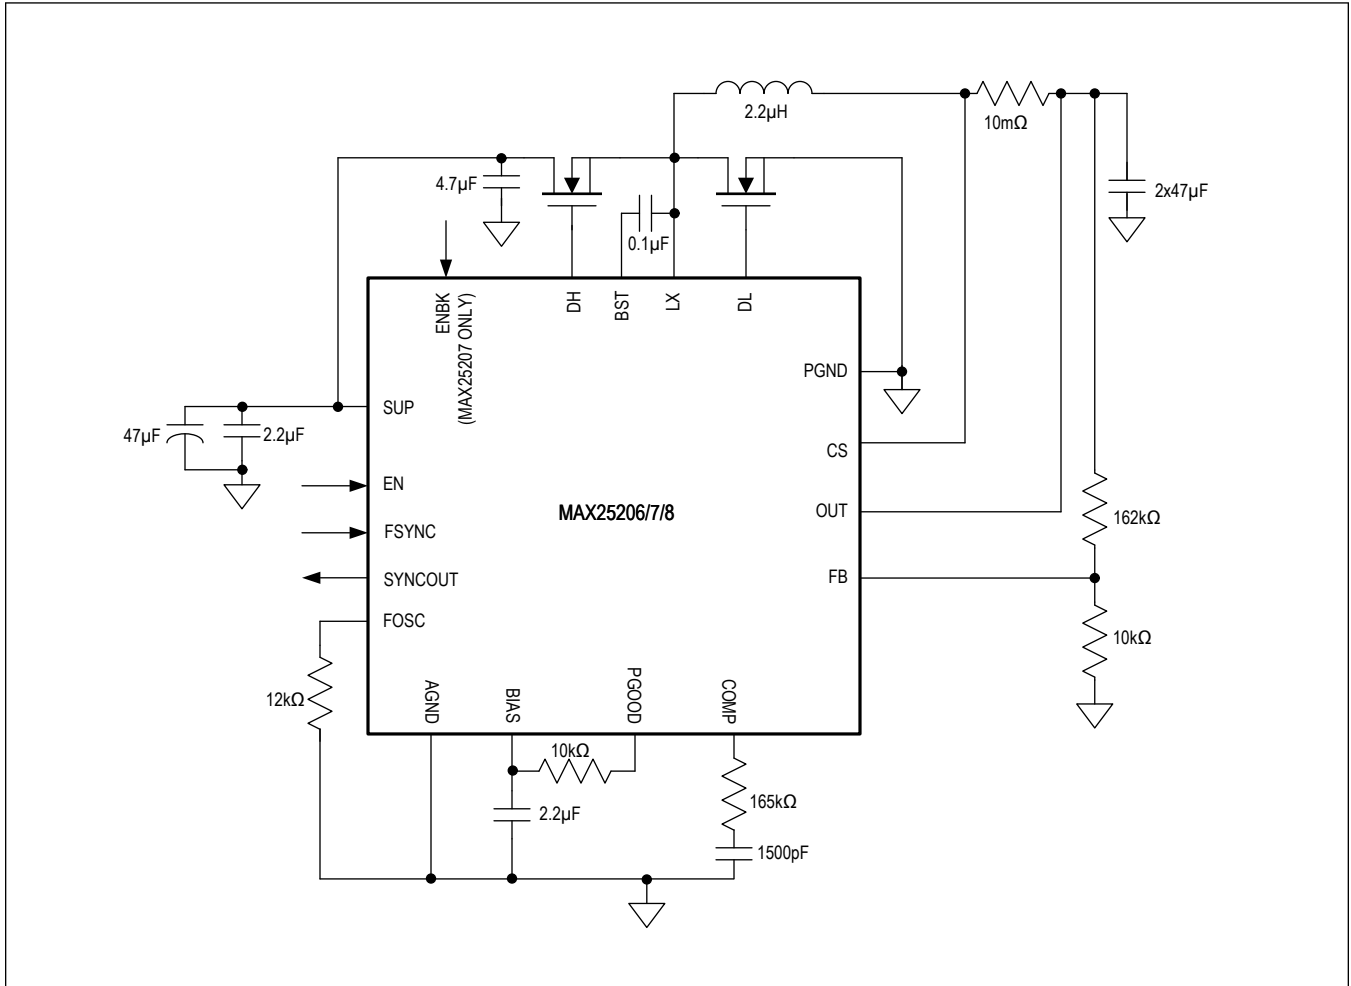 2.2µH
10mΩ
4.7µF
2x47µF
0.1µF
ENBK
(MAX25207 ONLY)
DH
BST
LX
DL
PGND
SUP
47µF
2.2µF
CS
EN
OUT
MAX25206/7/8
162kΩ
FSYNC
SYNCOUT
FB
FOSC
10kΩ
12kΩ
AGND
BIAS
PGOOD
COMP
10kΩ
165kΩ
2.2µF
1500pF